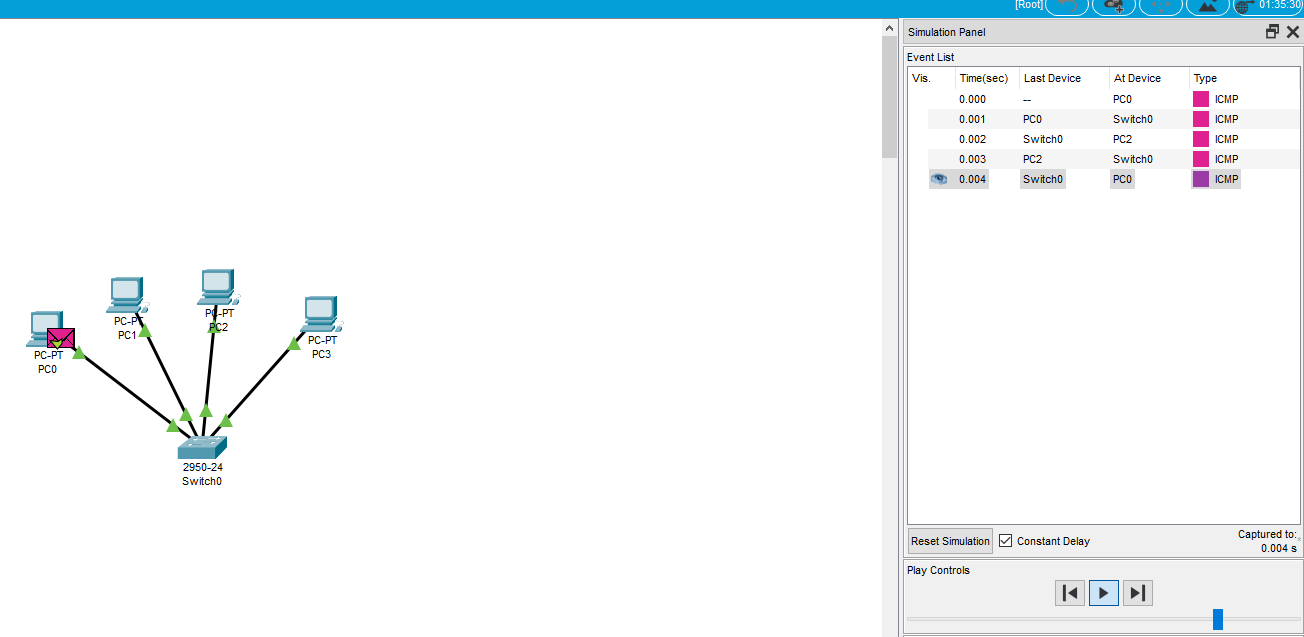 [Root] 01:35:30
Simulation Panel
Event List
Vis. Time(sec) Last Device At Device Type
0.000 -- PC0 ICMP
0.001 PC0 Switch0 ICMP
0.002 Switch0 PC2 ICMP
0.003 PC2 Switch0 ICMP
0.004 Switch0 PC0 ICMP
PC-PT
PC0
PC-PT
PC1
PC-PT
PC2
PC-PT
PC3
2950-24
Switch0
Reset Simulation Constant Delay
Captured to:
0.004 s
Play Controls